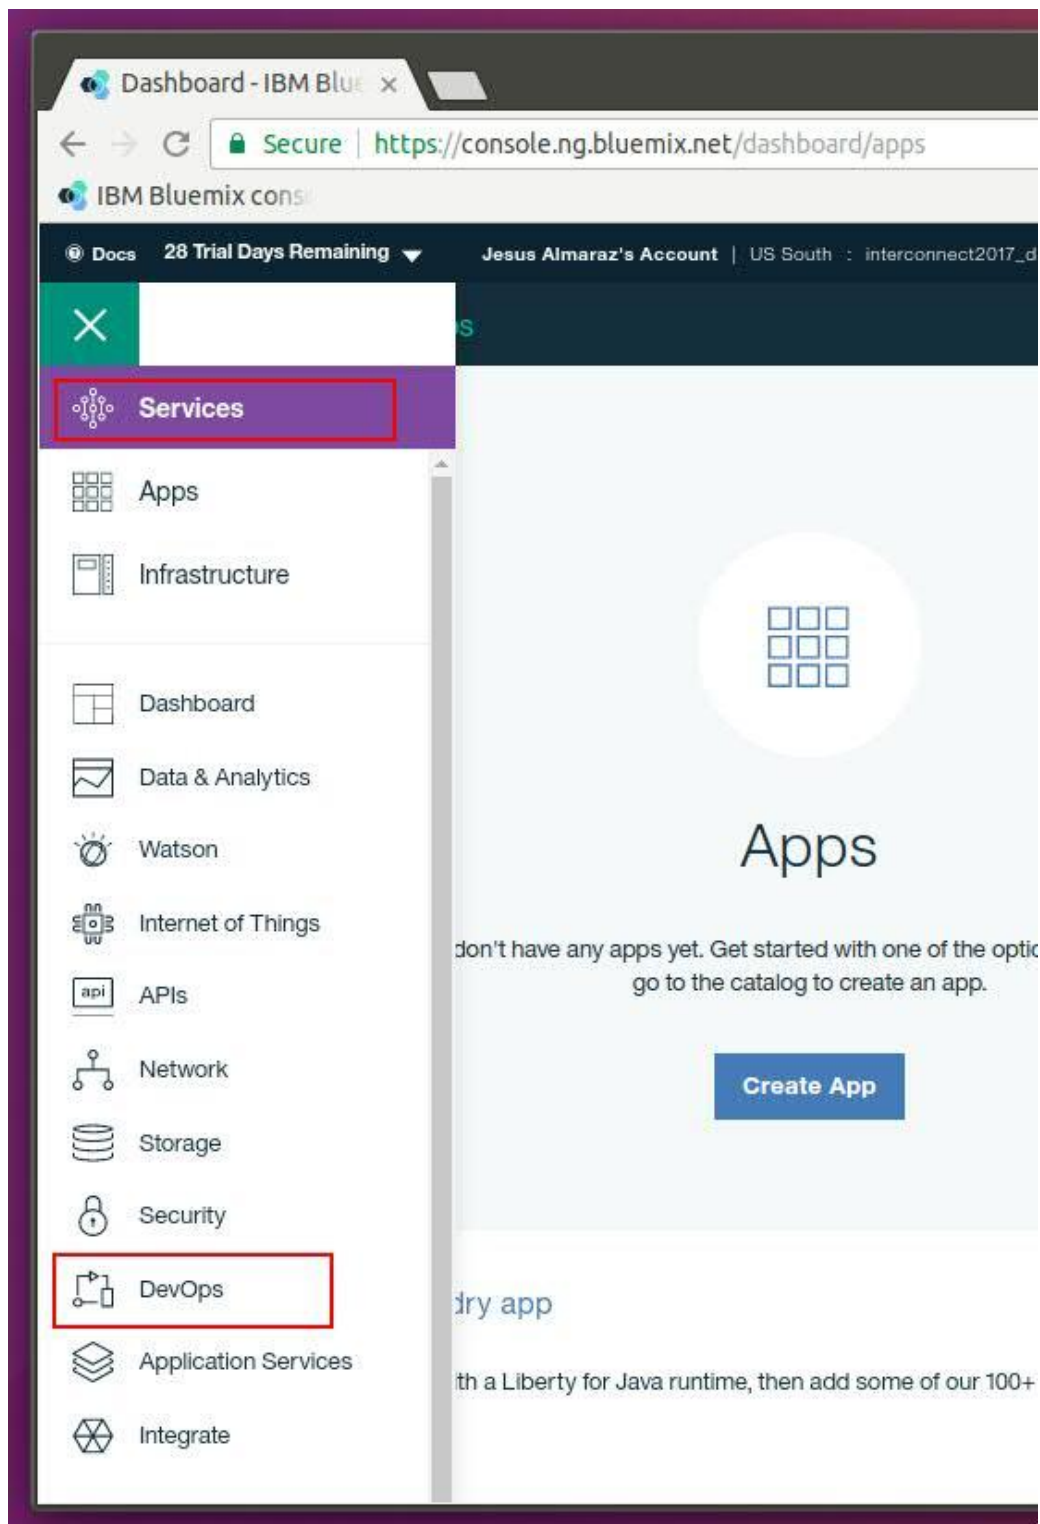 Dashboard - IBM Blu
Secure https://console.ng.bluemix.net/dashboard/apps
IBM Bluemix cons
Docs 28 Trial Days Remaining Jesus Almaraz's Account | US South : interconnect2017_d
Services
Apps
Infrastructure
Dashboard
Data & Analytics
Watson
Internet of Things
api APIs
Network
Storage
Security
DevOps
Application Services
Integrate
Apps
don't have any apps yet. Get started with one of the optic
go to the catalog to create an app.
Create App
dry app
th a Liberty for Java runtime, then add some of our 100+